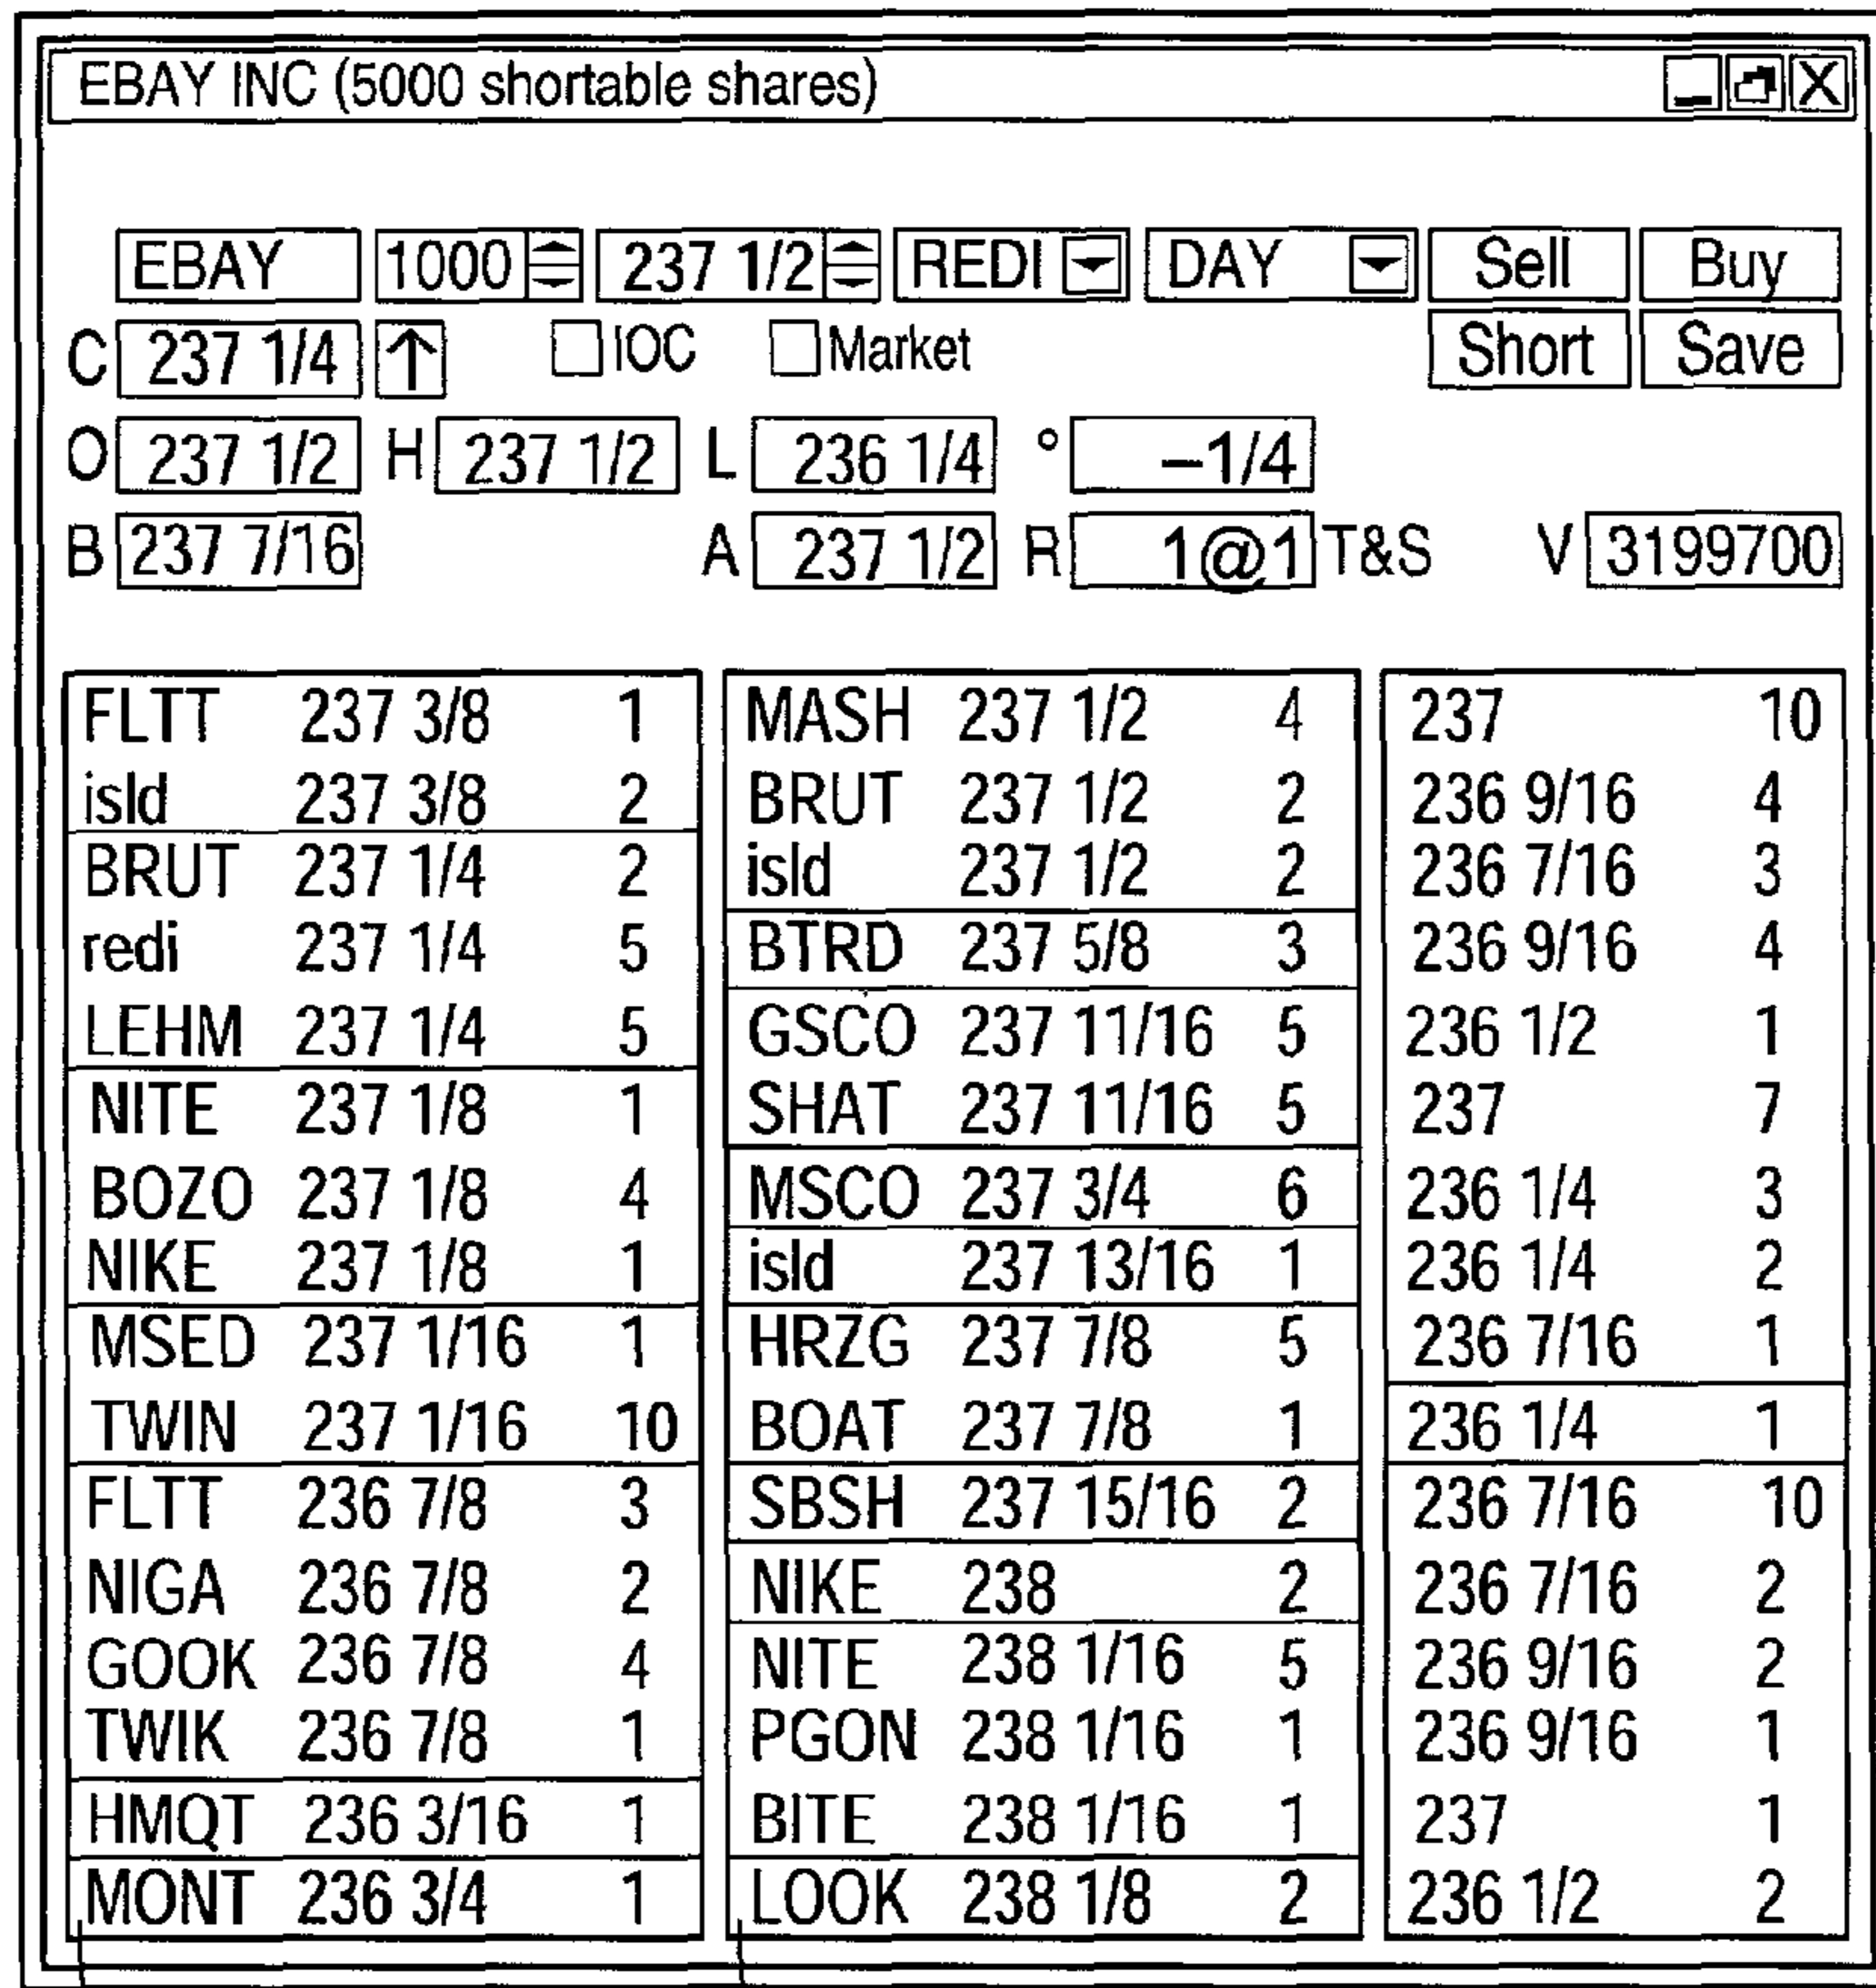 EBAY INC (5000 shortable shares)
EBAY 1000 237 1/2 REDI DAY Sell Buy
C 237 1/4 ↑ IOC Market Short Save
O 237 1/2 H 237 1/2 L 236 1/4 ° –1/4
B 237 7/16 A 237 1/2 R 1@1 T&S V 3199700
FLTT 237 3/8 1 MASH 237 1/2 4 237 10
isld 237 3/8 2 BRUT 237 1/2 2 236 9/16 4
BRUT 237 1/4 2 isld 237 1/2 2 236 7/16 3
redi 237 1/4 5 BTRD 237 5/8 3 236 9/16 4
LEHM 237 1/4 5 GSCO 237 11/16 5 236 1/2 1
NITE 237 1/8 1 SHAT 237 11/16 5 237 7
BOZO 237 1/8 4 MSCO 237 3/4 6 236 1/4 3
NIKE 237 1/8 1 isld 237 13/16 1 236 1/4 2
MSED 237 1/16 1 HRZG 237 7/8 5 236 7/16 1
TWIN 237 1/16 10 BOAT 237 7/8 1 236 1/4 1
FLTT 236 7/8 3 SBSH 237 15/16 2 236 7/16 10
NIGA 236 7/8 2 NIKE 238 2 236 7/16 2
GOOK 236 7/8 4 NITE 238 1/16 5 236 9/16 2
TWIK 236 7/8 1 PGON 238 1/16 1 236 9/16 1
HMQT 236 3/16 1 BITE 238 1/16 1 237 1
MONT 236 3/4 1 LOOK 238 1/8 2 236 1/2 2